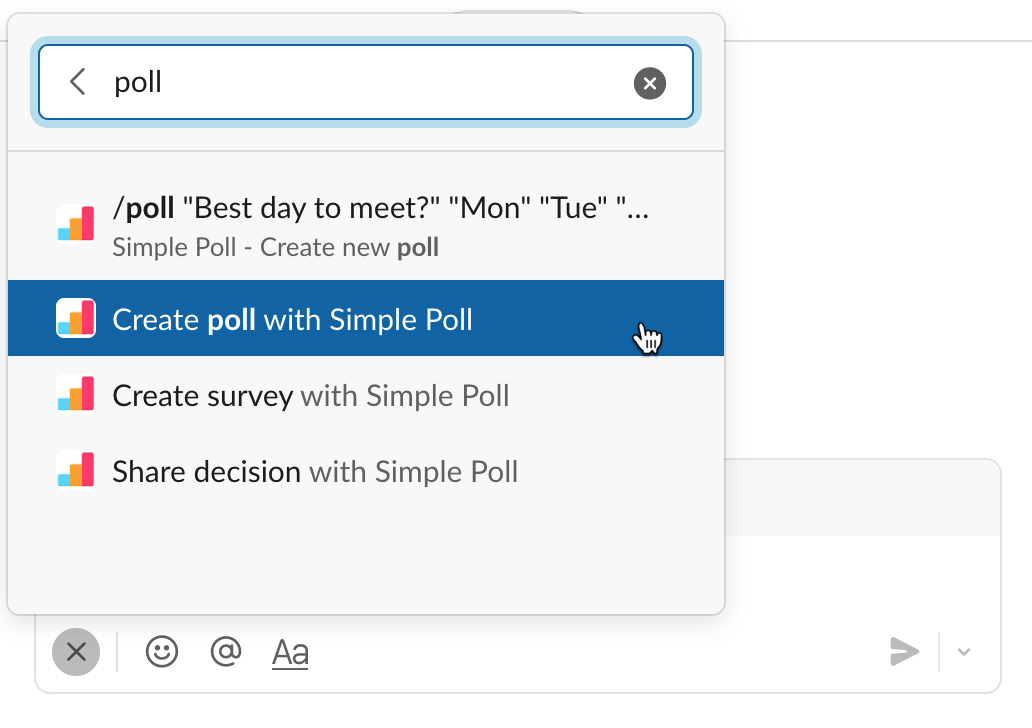 poll
/poll "Best day to meet?" "Mon" "Tue" "...
Simple Poll - Create new poll
Create poll with Simple Poll
Create survey with Simple Poll
Share decision with Simple Poll
@ Aa